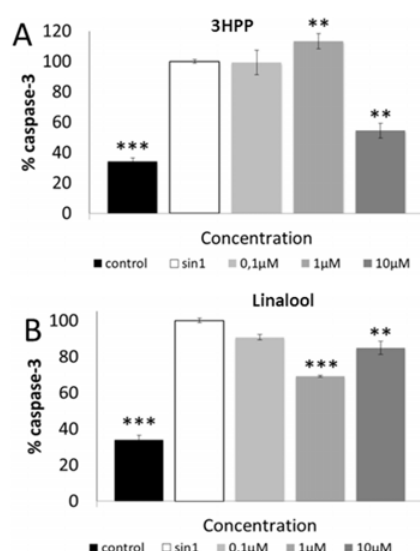 A
3HPP
120
100
80
60
40
20
0
% caspase-3
***
**
**
Concentration
control sin1 0,1µM 1µM 10µM
B
Linalool
100
80
60
40
20
0
% caspase-3
***
***
**
Concentration
control sin1 0,1µM 1µM 10µM